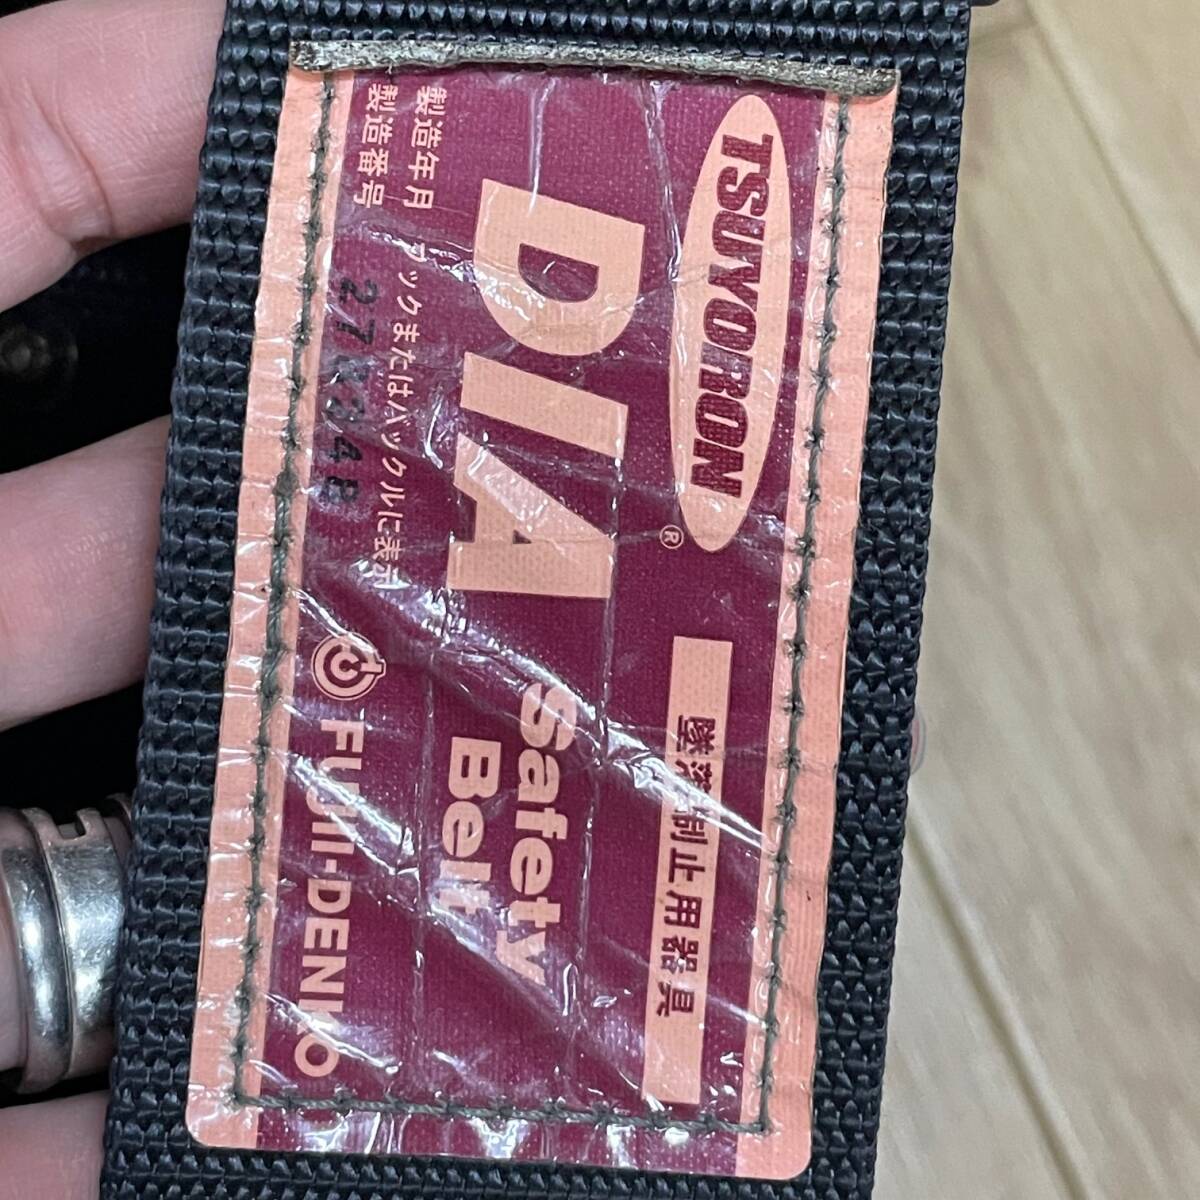 TSUYORON
®
墜落制止用器具
DIA
Safety
Belt
製造年月 フックまたはバックルに表示
製造番号
FUJII-DENKO